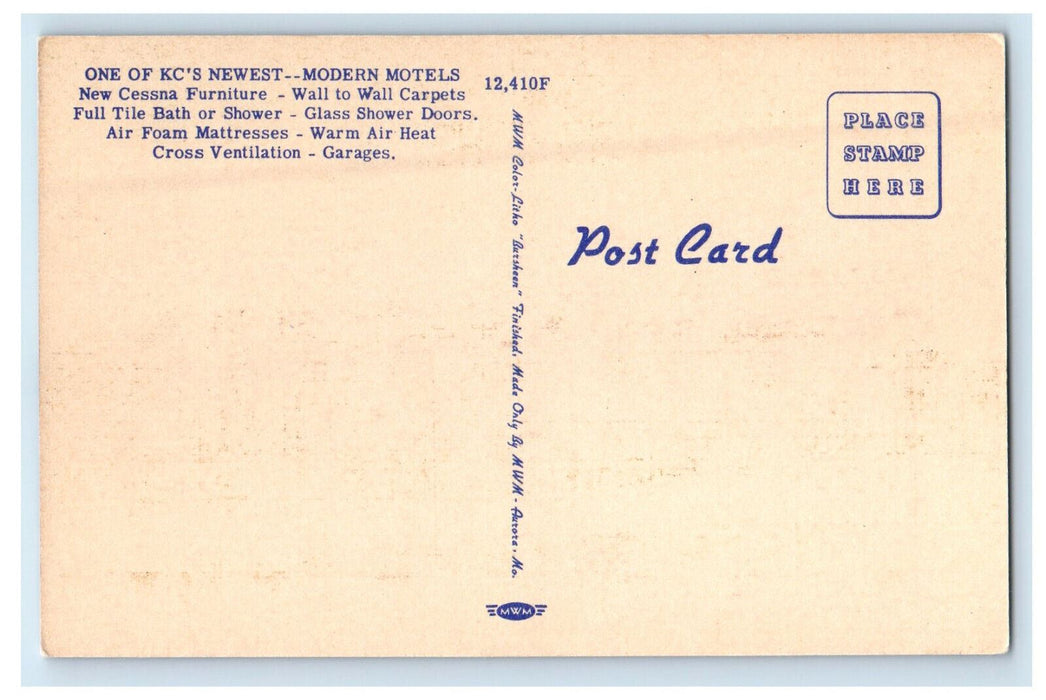 ONE OF KC'S NEWEST--MODERN MOTELS
New Cessna Furniture - Wall to Wall Carpets
Full Tile Bath or Shower - Glass Shower Doors.
Air Foam Mattresses - Warm Air Heat
Cross Ventilation - Garages.
12,410F
MWM Color-Litho "Bursheen" Finished, Made Only By MWM - Aurora, Mo.
MWM
Post Card
PLACE
STAMP
HERE